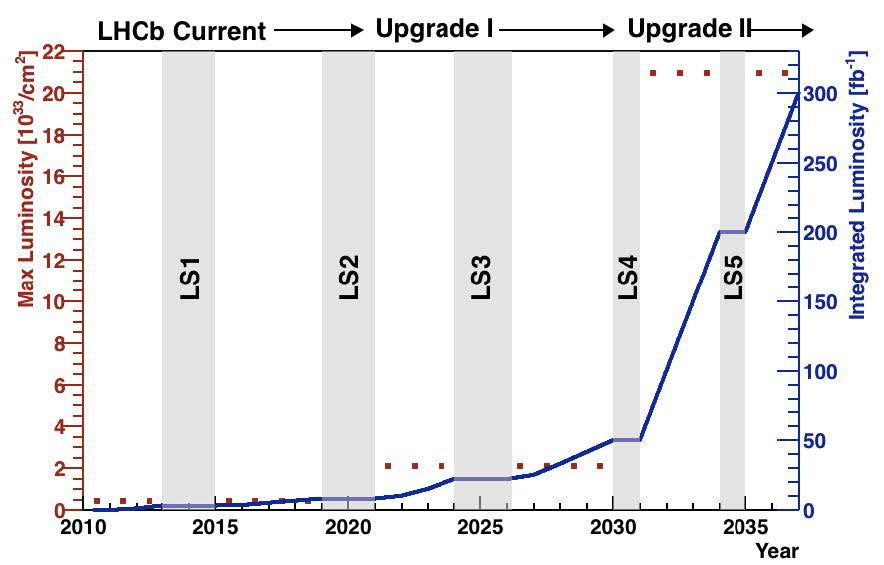 LHCb Current Upgrade I Upgrade II
Max Luminosity [10³³/cm²]
22
20
18
16
14
12
10
8
6
4
2
0
LS1
LS2
LS3
LS4
LS5
300
250
200
150
100
50
0
Integrated Luminosity [fb⁻¹]
2010 2015 2020 2025 2030 2035
Year